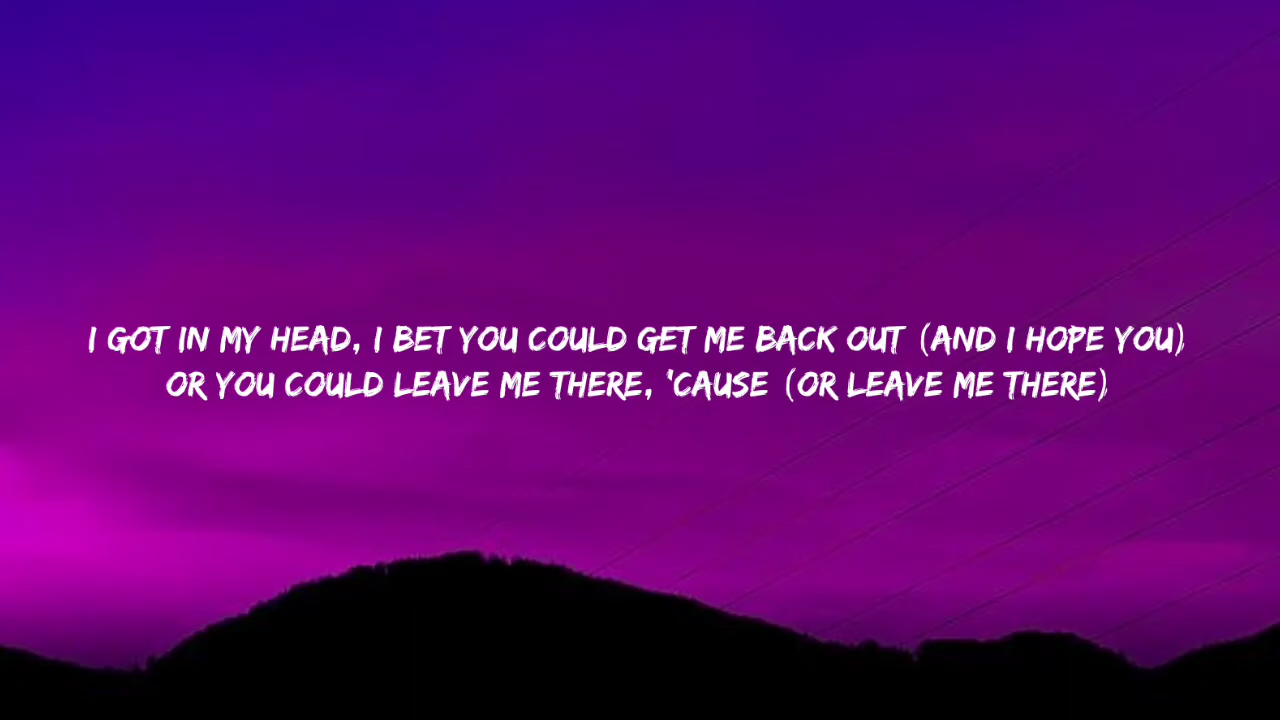 I GOT IN MY HEAD, I BET YOU COULD GET ME BACK OUT (AND I HOPE YOU)
OR YOU COULD LEAVE ME THERE, 'CAUSE (OR LEAVE ME THERE)